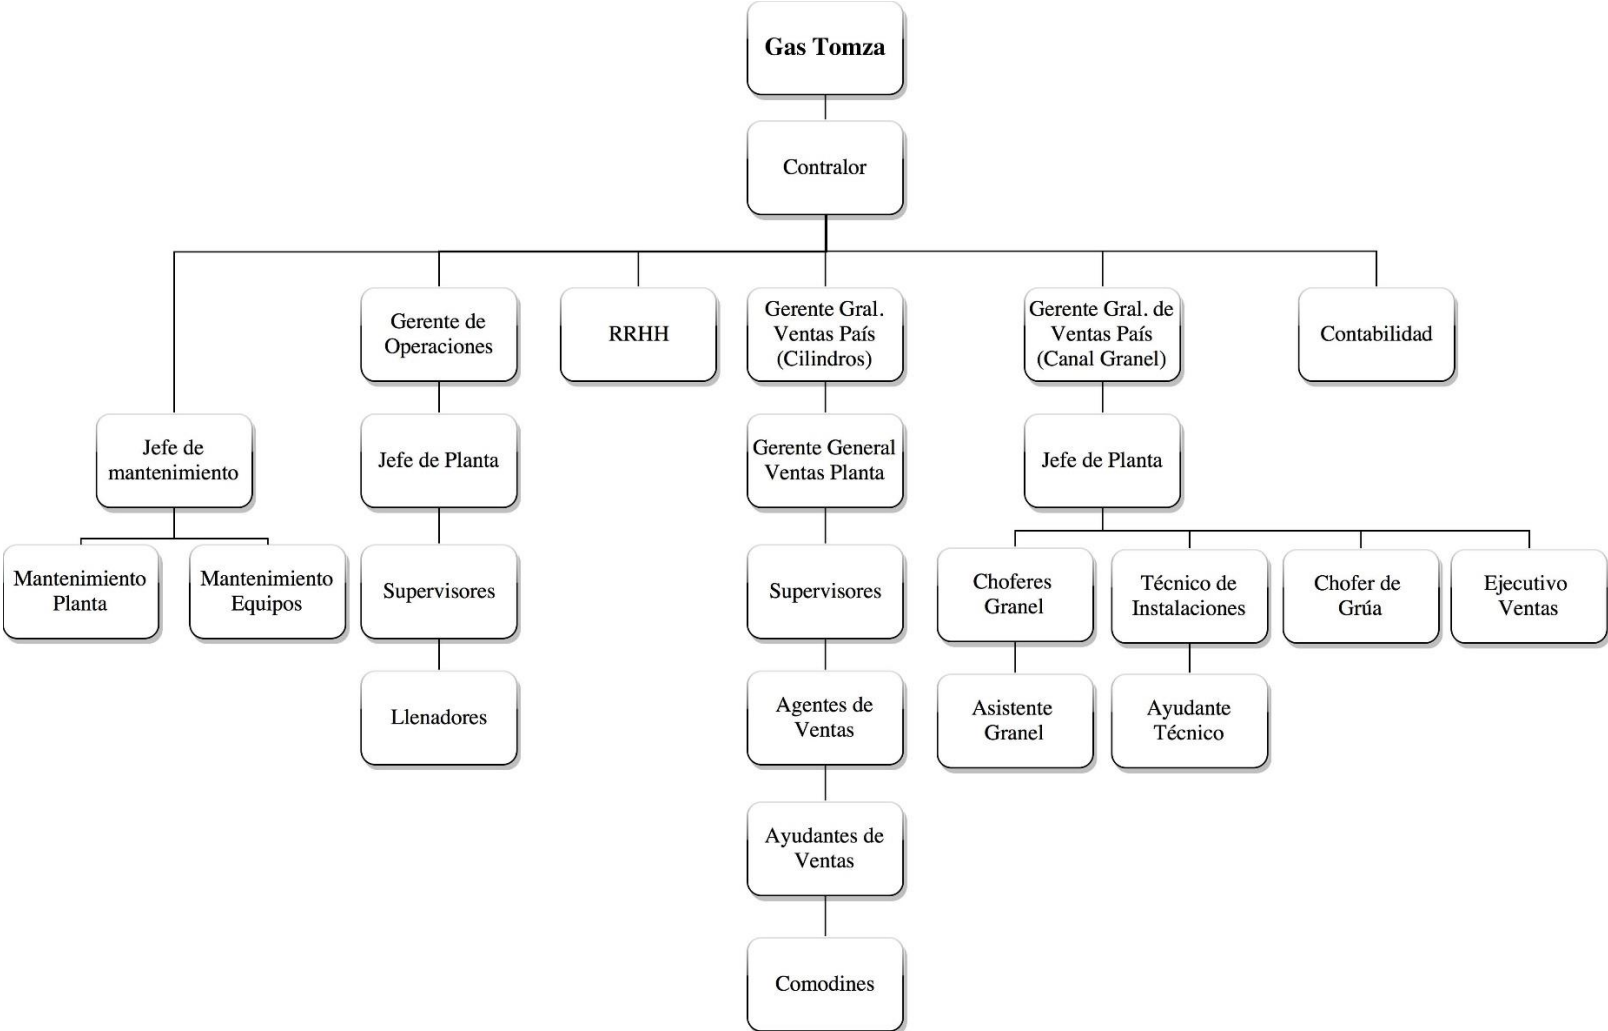 Gas Tomza
Contralor
Gerente de
Operaciones
RRHH
Gerente Gral.
Ventas País
(Cilindros)
Gerente Gral. de
Ventas País
(Canal Granel)
Contabilidad
Jefe de
mantenimiento
Jefe de Planta
Gerente General
Ventas Planta
Jefe de Planta
Mantenimiento
Planta
Mantenimiento
Equipos
Supervisores
Supervisores
Choferes
Granel
Técnico de
Instalaciones
Chofer de
Grúa
Ejecutivo
Ventas
Llenadores
Agentes de
Ventas
Asistente
Granel
Ayudante
Técnico
Ayudantes de
Ventas
Comodines